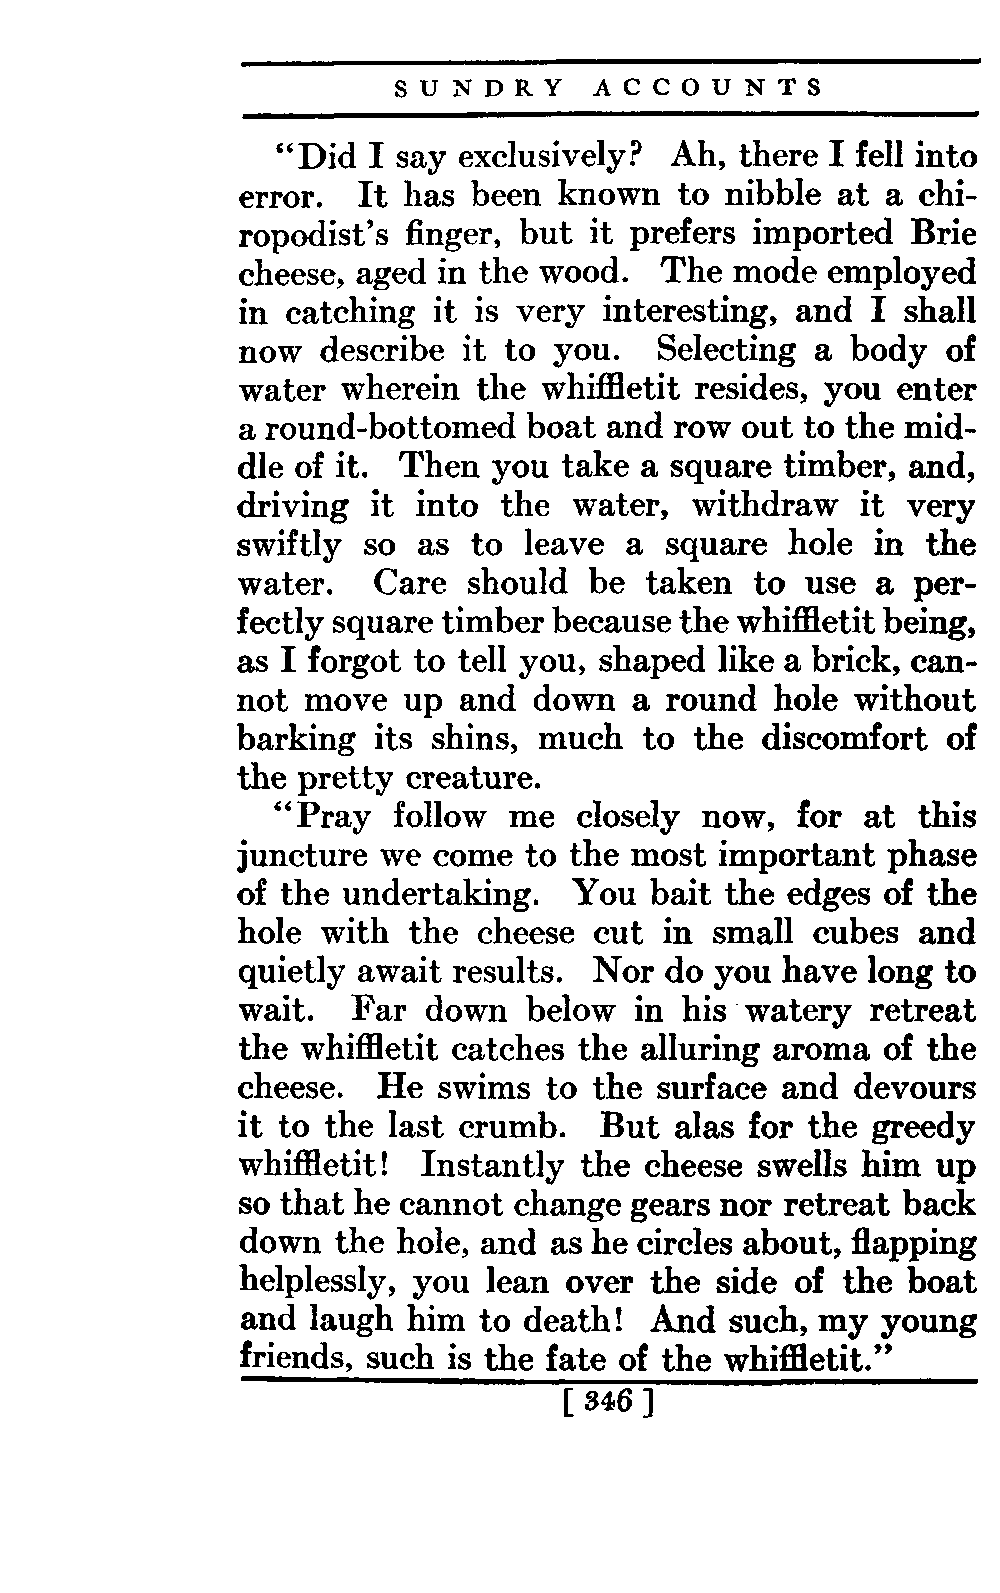 SUNDRY ACCOUNTS
“Did I say exclusively? Ah, there I fell into
error. It has been known to nibble at a chi-
ropodist’s finger, but it prefers imported Brie
cheese, aged in the wood. The mode employed
in catching it is very interesting, and I shall
now describe it to you. Selecting a body of
water wherein the whiffletit resides, you enter
a round-bottomed boat and row out to the mid-
dle of it. Then you take a square timber, and,
driving it into the water, withdraw it very
swiftly so as to leave a square hole in the
water. Care should be taken to use a per-
fectly square timber because the whiffletit being,
as I forgot to tell you, shaped like a brick, can-
not move up and down a round hole without
barking its shins, much to the discomfort of
the pretty creature.
“Pray follow me closely now, for at this
juncture we come to the most important phase
of the undertaking. You bait the edges of the
hole with the cheese cut in small cubes and
quietly await results. Nor do you have long to
wait. Far down below in his watery retreat
the whiffletit catches the alluring aroma of the
cheese. He swims to the surface and devours
it to the last crumb. But alas for the greedy
whiffletit! Instantly the cheese swells him up
so that he cannot change gears nor retreat back
down the hole, and as he circles about, flapping
helplessly, you lean over the side of the boat
and laugh him to death! And such, my young
friends, such is the fate of the whiffletit.”
[ 346 ]